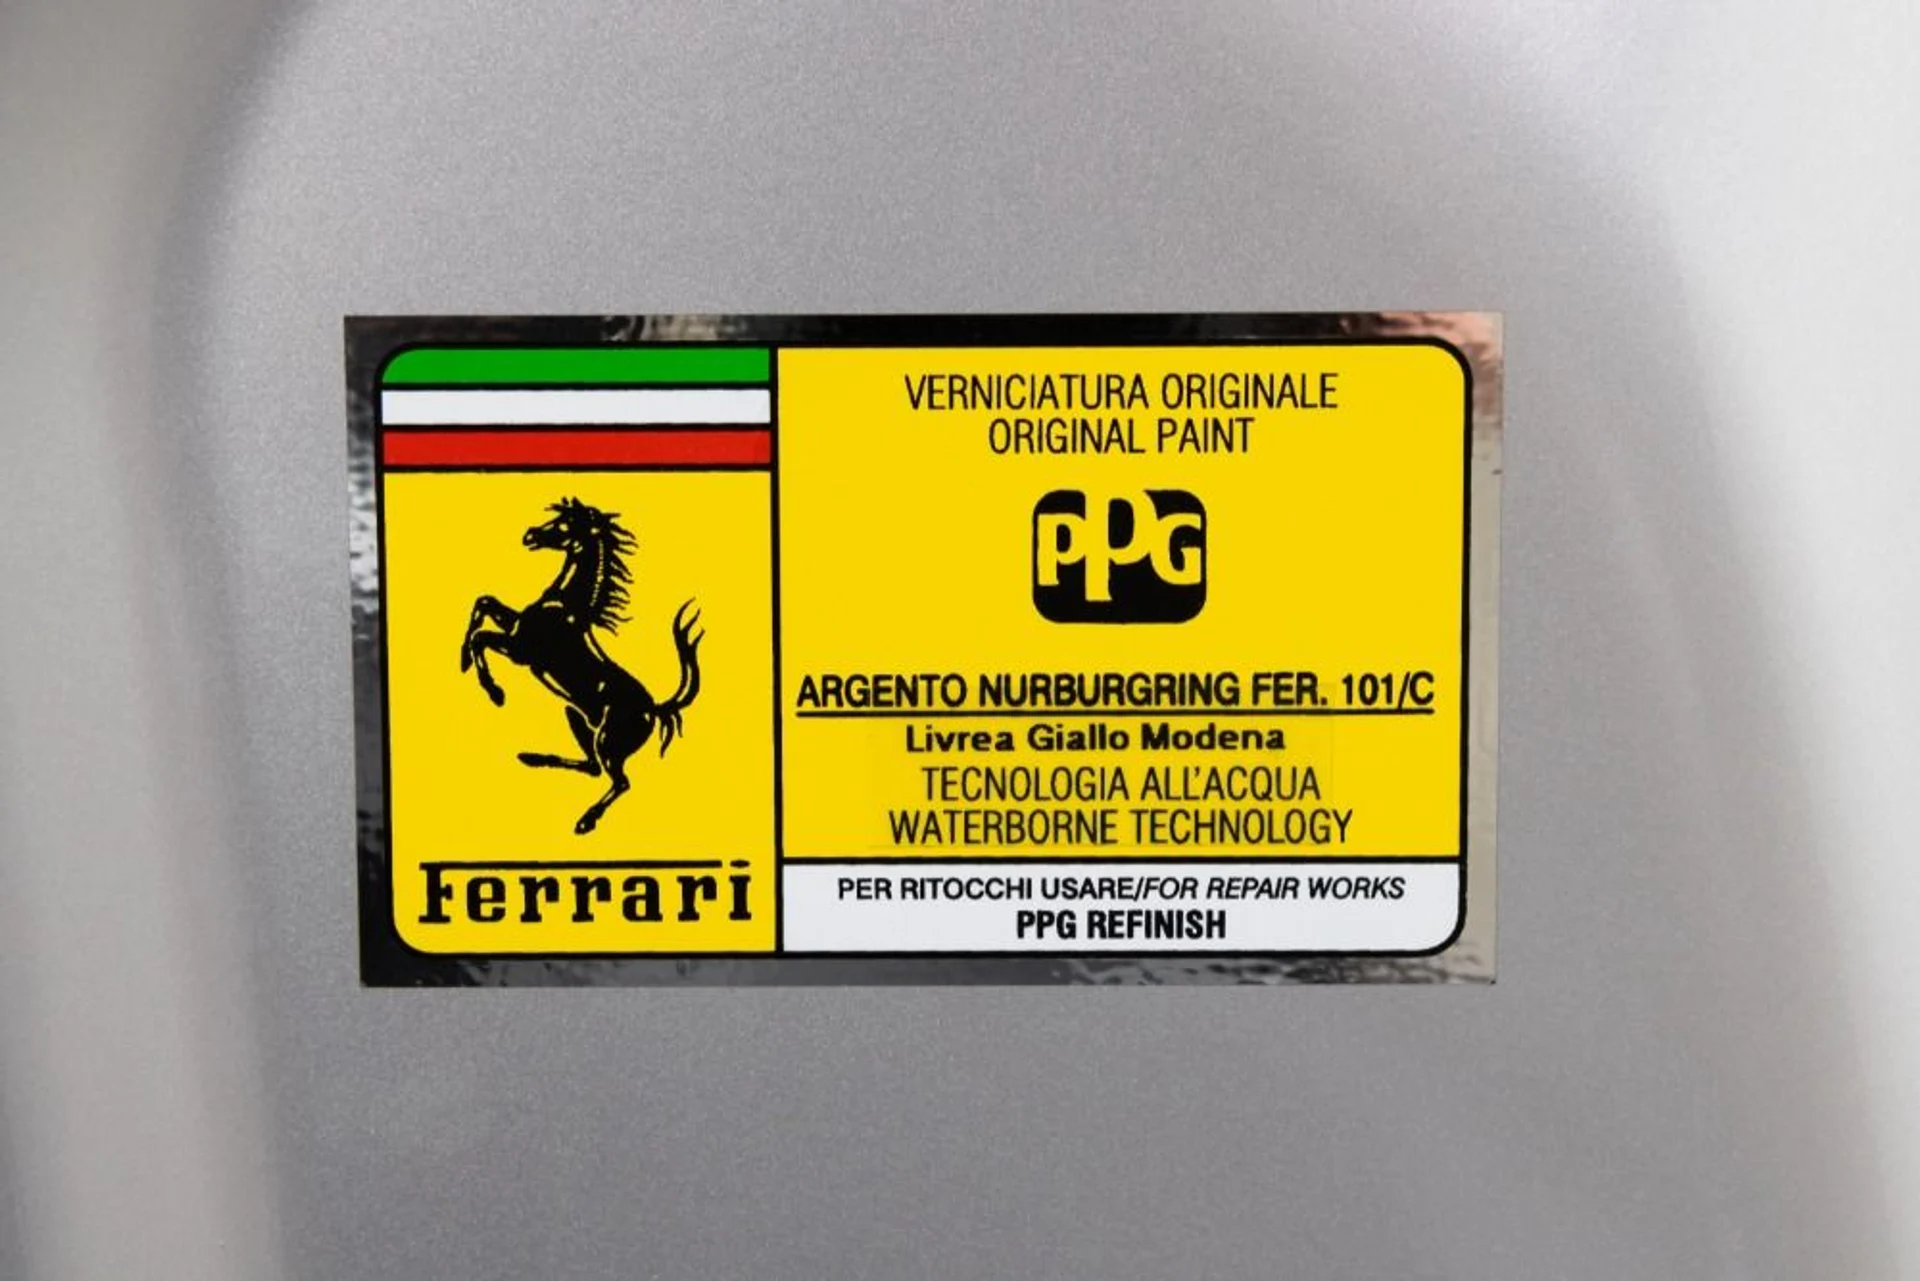 VERNICIATURA ORIGINALE
ORIGINAL PAINT
PPG
ARGENTO NURBURGRING FER. 101/C
Livrea Giallo Modena
TECNOLOGIA ALL'ACQUA
WATERBORNE TECHNOLOGY
Ferrari
PER RITOCCHI USARE/FOR REPAIR WORKS
PPG REFINISH